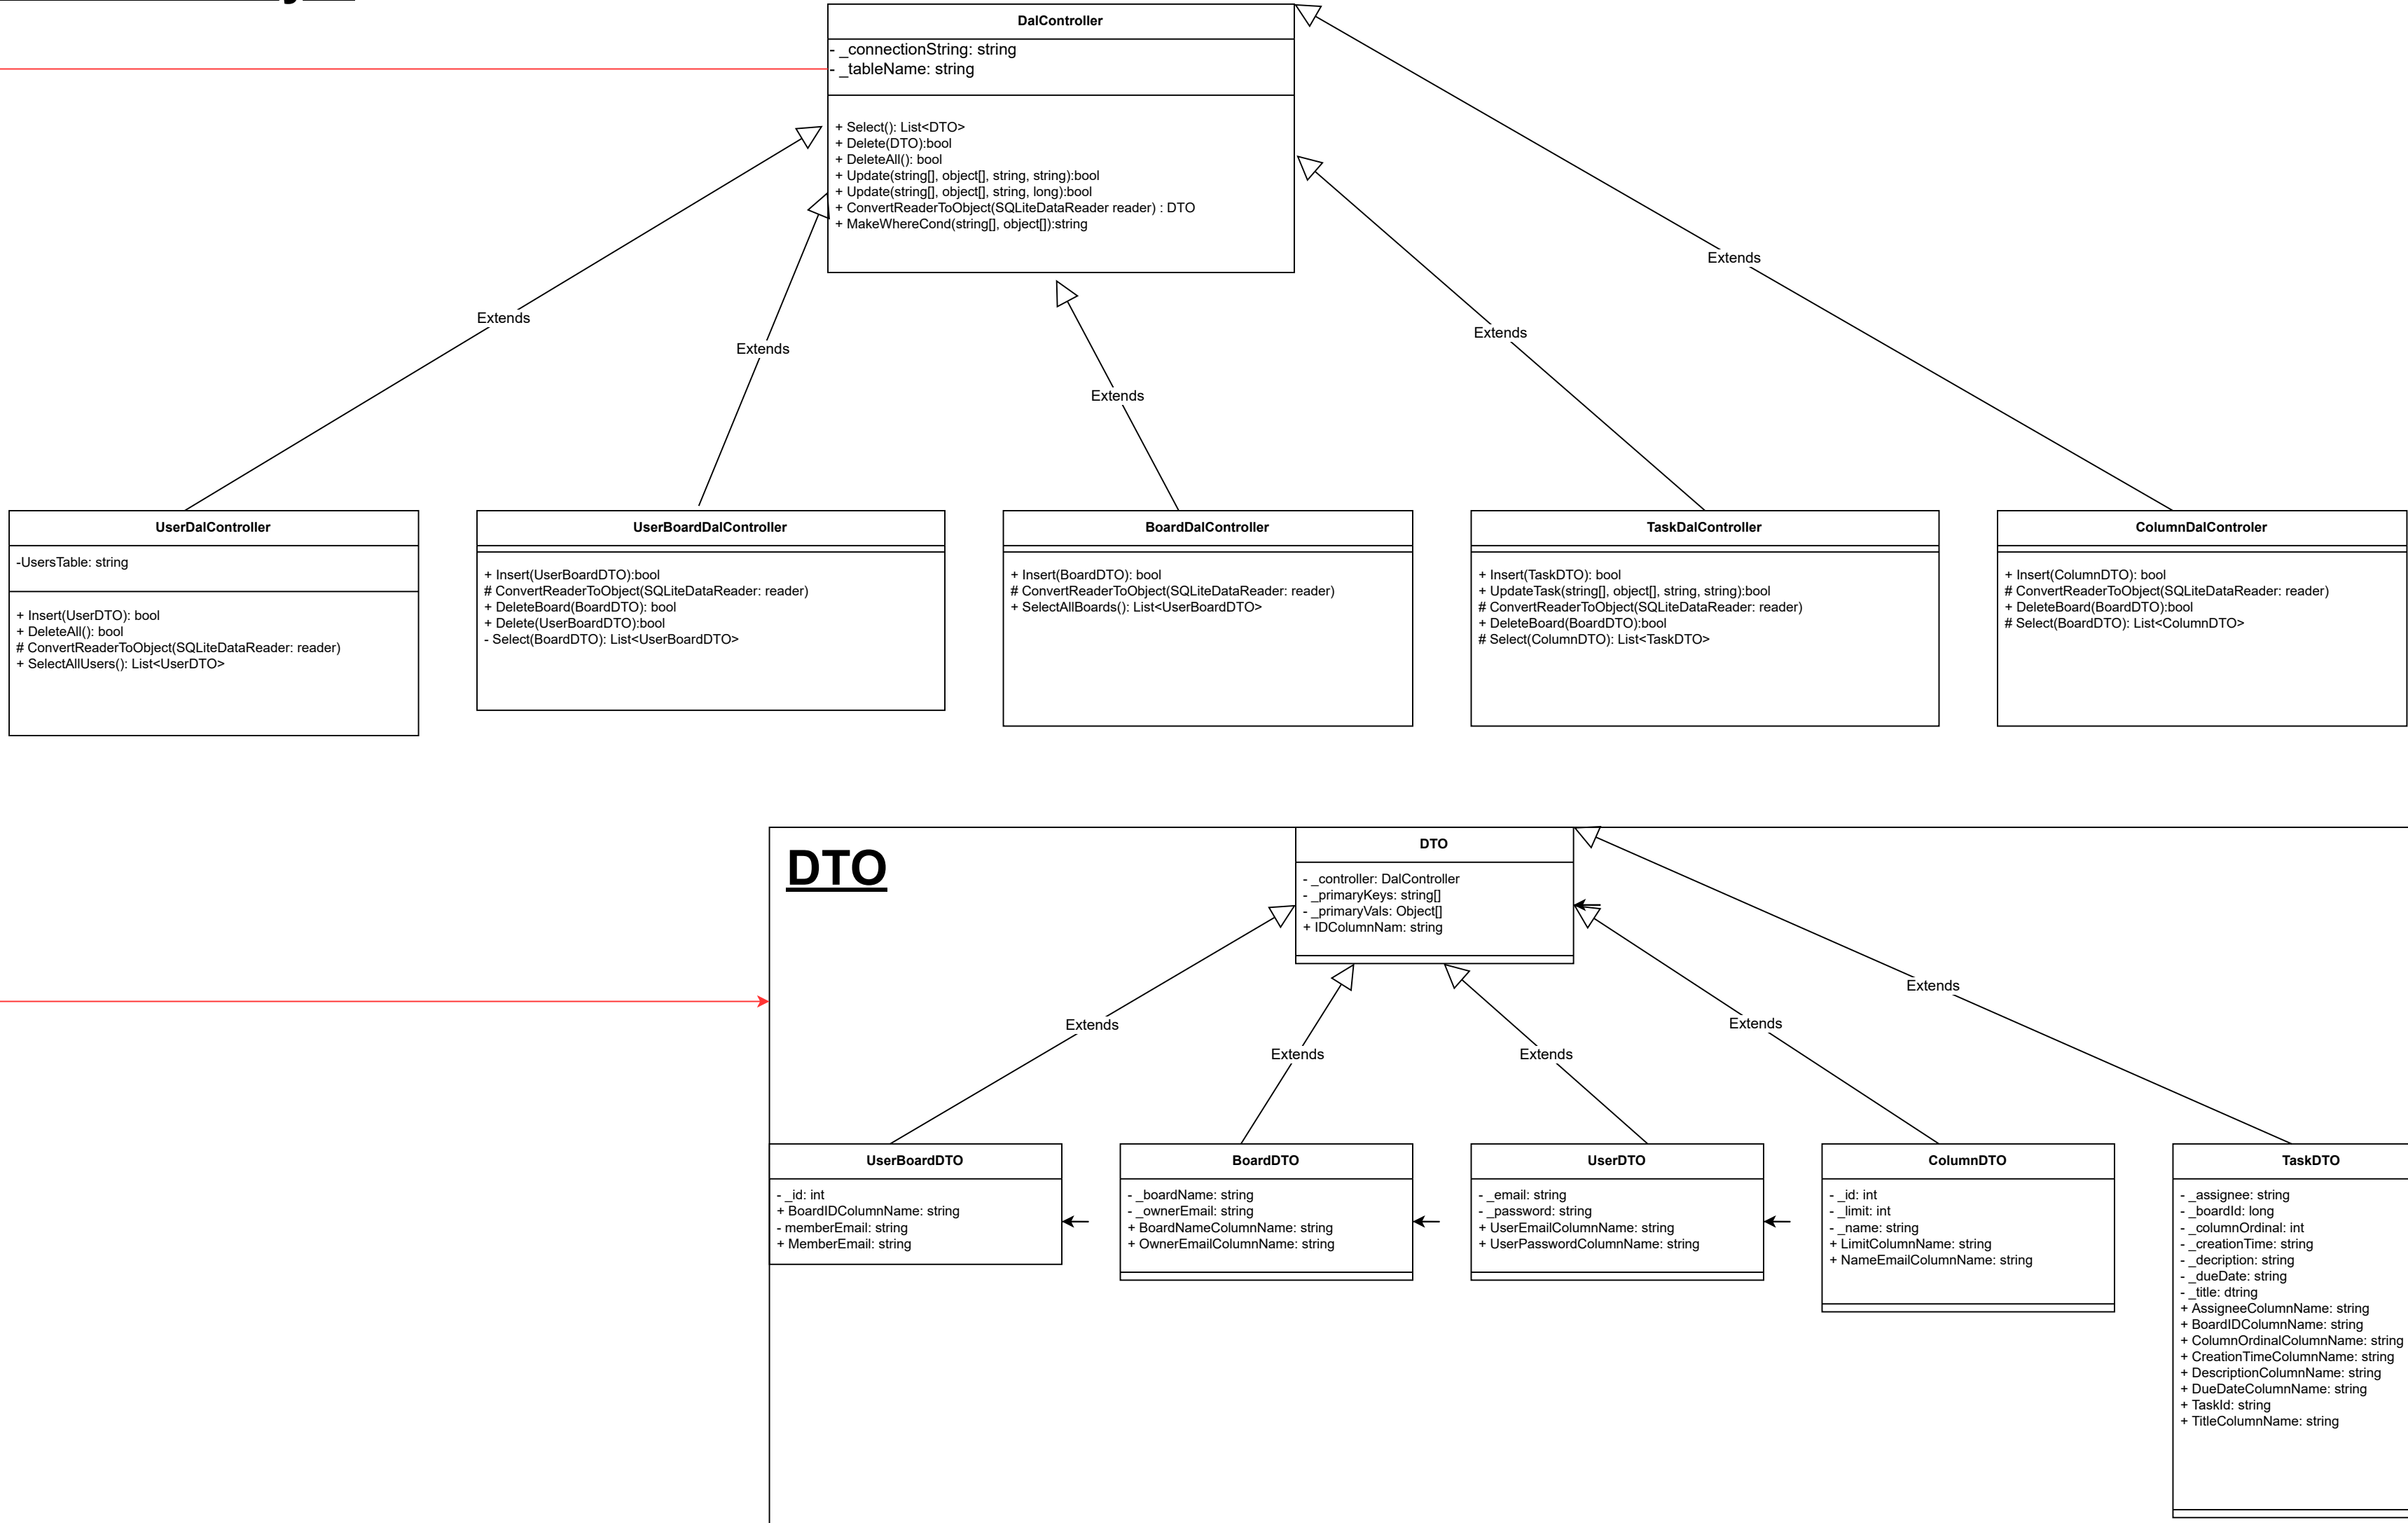 DalController
- _connectionString: string
- _tableName: string
+ Select(): List<DTO>
+ Delete(DTO):bool
+ DeleteAll(): bool
+ Update(string[], object[], string, string):bool
+ Update(string[], object[], string, long):bool
+ ConvertReaderToObject(SQLiteDataReader reader) : DTO
+ MakeWhereCond(string[], object[]):string
Extends
Extends
Extends
Extends
Extends
UserDalController
-UsersTable: string
+ Insert(UserDTO): bool
+ DeleteAll(): bool
# ConvertReaderToObject(SQLiteDataReader: reader)
+ SelectAllUsers(): List<UserDTO>
UserBoardDalController
+ Insert(UserBoardDTO):bool
# ConvertReaderToObject(SQLiteDataReader: reader)
+ DeleteBoard(BoardDTO): bool
+ Delete(UserBoardDTO):bool
- Select(BoardDTO): List<UserBoardDTO>
BoardDalController
+ Insert(BoardDTO): bool
# ConvertReaderToObject(SQLiteDataReader: reader)
+ SelectAllBoards(): List<UserBoardDTO>
TaskDalController
+ Insert(TaskDTO): bool
+ UpdateTask(string[], object[], string, string):bool
# ConvertReaderToObject(SQLiteDataReader: reader)
+ DeleteBoard(BoardDTO):bool
# Select(ColumnDTO): List<TaskDTO>
ColumnDalControler
+ Insert(ColumnDTO): bool
# ConvertReaderToObject(SQLiteDataReader: reader)
+ DeleteBoard(BoardDTO):bool
# Select(BoardDTO): List<ColumnDTO>
DTO
DTO
- _controller: DalController
- _primaryKeys: string[]
- _primaryVals: Object[]
+ IDColumnNam: string
Extends
Extends
Extends
Extends
Extends
UserBoardDTO
- _id: int
+ BoardIDColumnName: string
- memberEmail: string
+ MemberEmail: string
BoardDTO
- _boardName: string
- _ownerEmail: string
+ BoardNameColumnName: string
+ OwnerEmailColumnName: string
UserDTO
- _email: string
- _password: string
+ UserEmailColumnName: string
+ UserPasswordColumnName: string
ColumnDTO
- _id: int
- _limit: int
- _name: string
+ LimitColumnName: string
+ NameEmailColumnName: string
TaskDTO
- _assignee: string
- _boardId: long
- _columnOrdinal: int
- _creationTime: string
- _decription: string
- _dueDate: string
- _title: dtring
+ AssigneeColumnName: string
+ BoardIDColumnName: string
+ ColumnOrdinalColumnName: string
+ CreationTimeColumnName: string
+ DescriptionColumnName: string
+ DueDateColumnName: string
+ TaskId: string
+ TitleColumnName: string